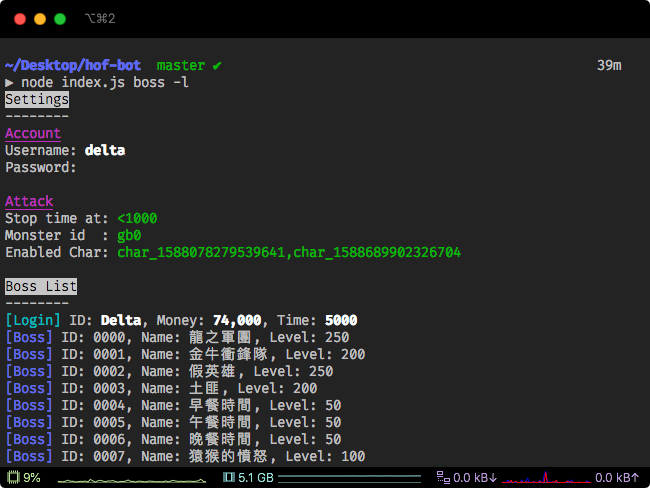 ⌥⌘2
~/Desktop/hof-bot master ✔ 39m
▶ node index.js boss -l
Settings
--------
Account
Username: delta
Password:
Attack
Stop time at: <1000
Monster id : gb0
Enabled Char: char_1588078279539641,char_1588689902326704
Boss List
--------
[Login] ID: Delta, Money: 74,000, Time: 5000
[Boss] ID: 0000, Name: 龍之軍團, Level: 250
[Boss] ID: 0001, Name: 金牛衝鋒隊, Level: 200
[Boss] ID: 0002, Name: 假英雄, Level: 250
[Boss] ID: 0003, Name: 土匪, Level: 200
[Boss] ID: 0004, Name: 早餐時間, Level: 50
[Boss] ID: 0005, Name: 午餐時間, Level: 50
[Boss] ID: 0006, Name: 晚餐時間, Level: 50
[Boss] ID: 0007, Name: 猿猴的憤怒, Level: 100
9% 5.1 GB 0.0 kB↓ 0.0 kB↑